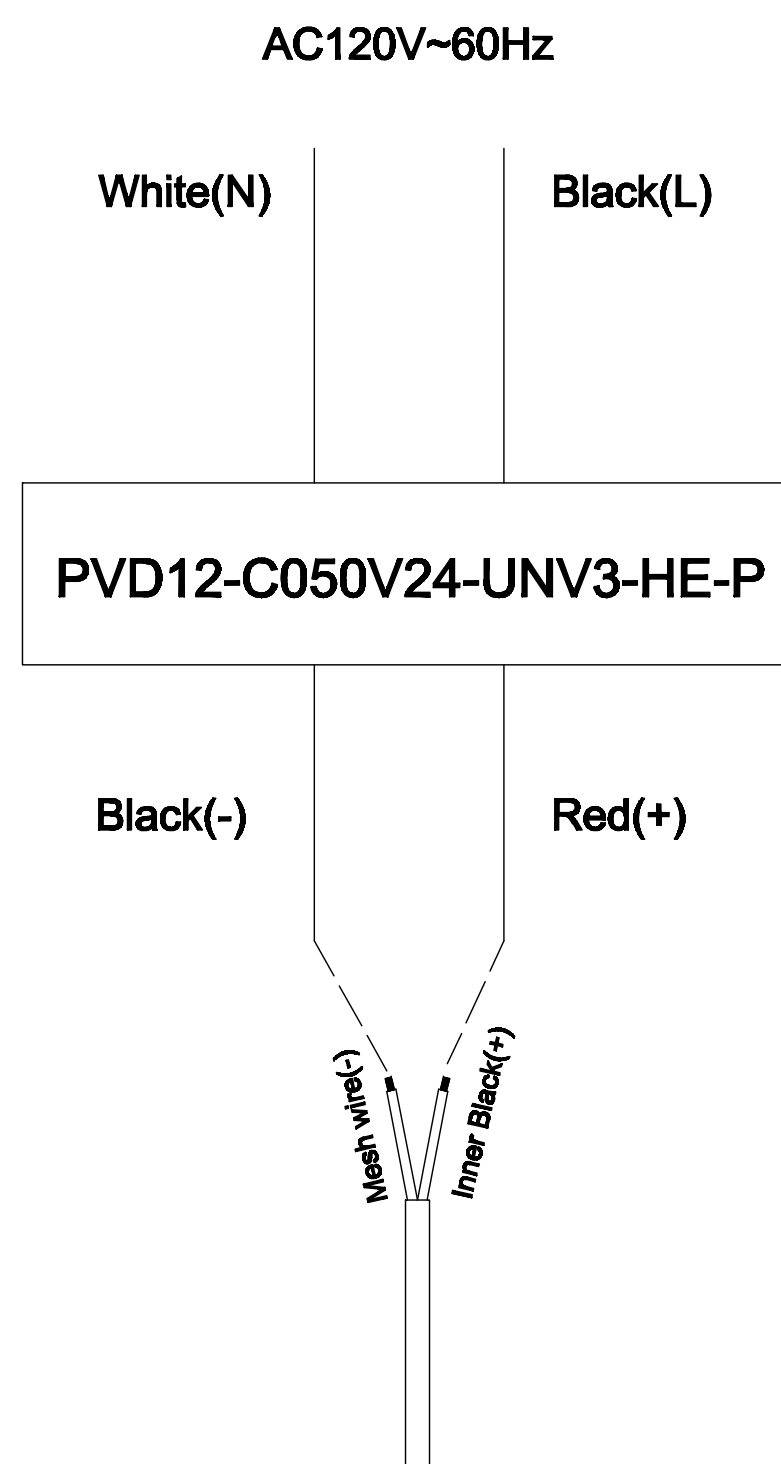 AC120V~60Hz
White(N)
Black(L)
PVD12-C050V24-UNV3-HE-P
Black(-)
Red(+)
Mesh wire(-)
Inner Black(+)